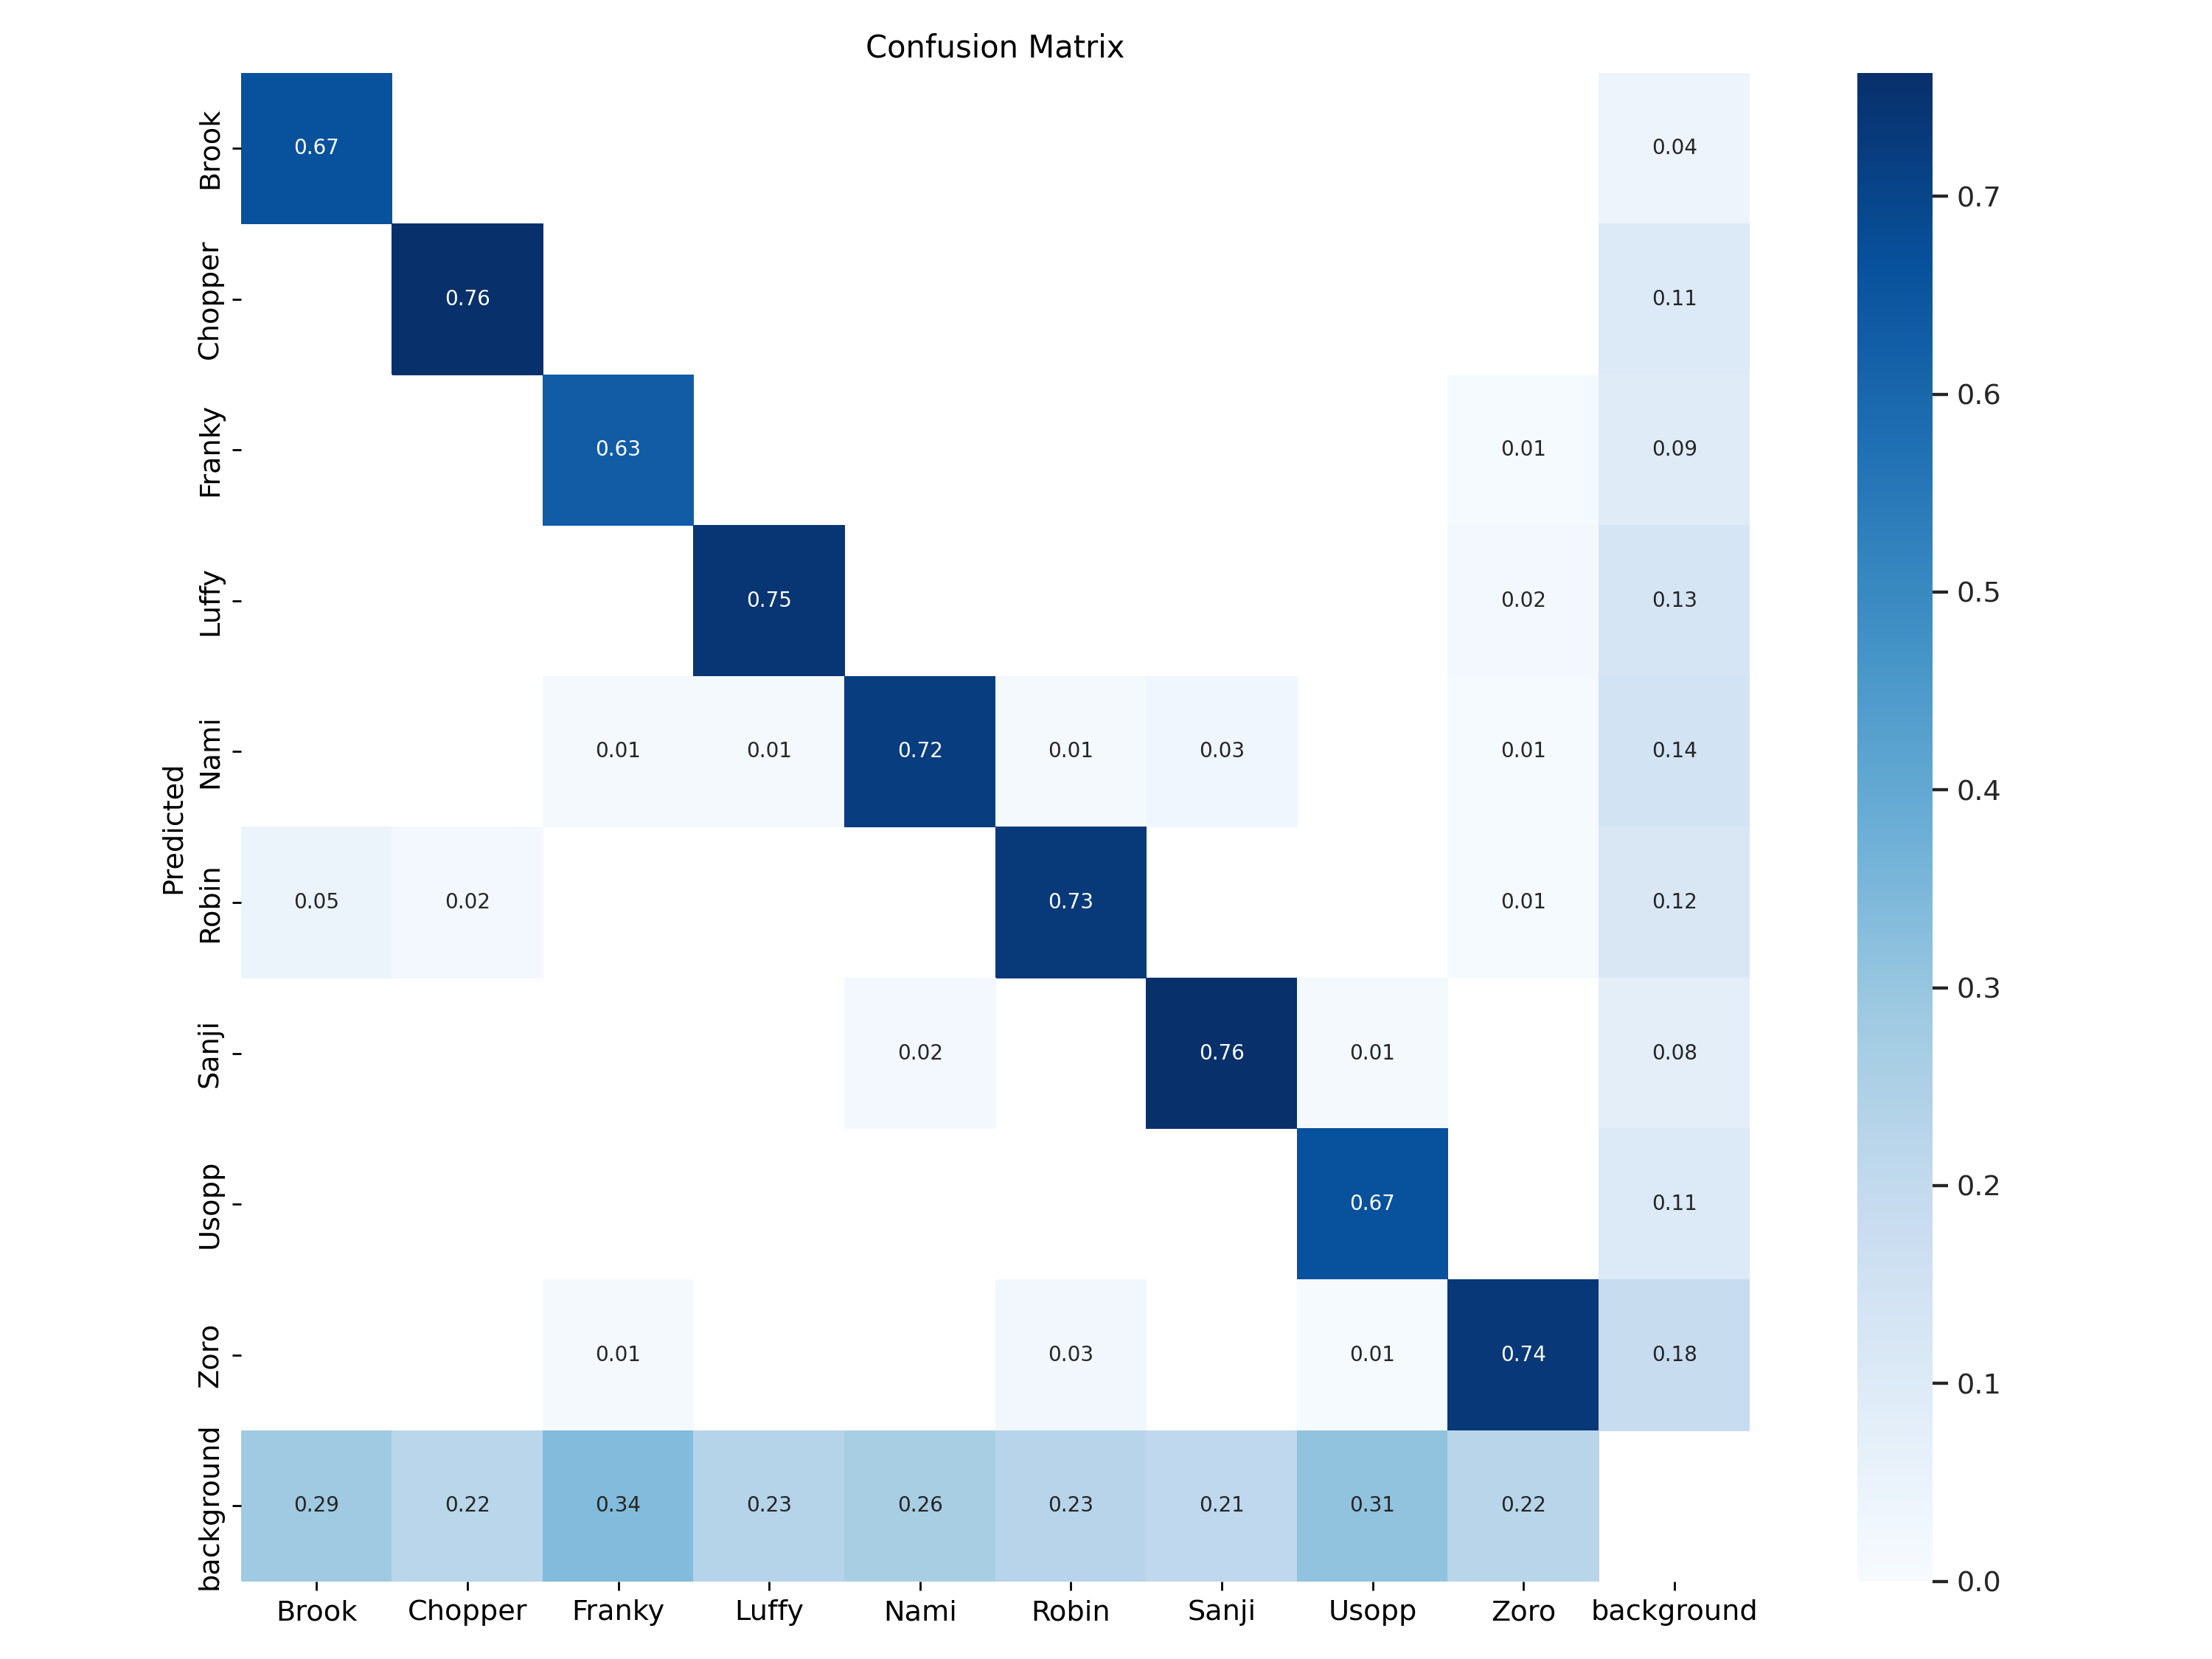 Confusion Matrix
Brook 0.67 0.04
Chopper 0.76 0.11
Franky 0.63 0.01 0.09
Luffy 0.75 0.02 0.13
Nami 0.01 0.01 0.72 0.01 0.03 0.01 0.14
Predicted
Robin 0.05 0.02 0.73 0.01 0.12
Sanji 0.02 0.76 0.01 0.08
Usopp 0.67 0.11
Zoro 0.01 0.03 0.01 0.74 0.18
background 0.29 0.22 0.34 0.23 0.26 0.23 0.21 0.31 0.22
Brook Chopper Franky Luffy Nami Robin Sanji Usopp Zoro background
0.7
0.6
0.5
0.4
0.3
0.2
0.1
0.0